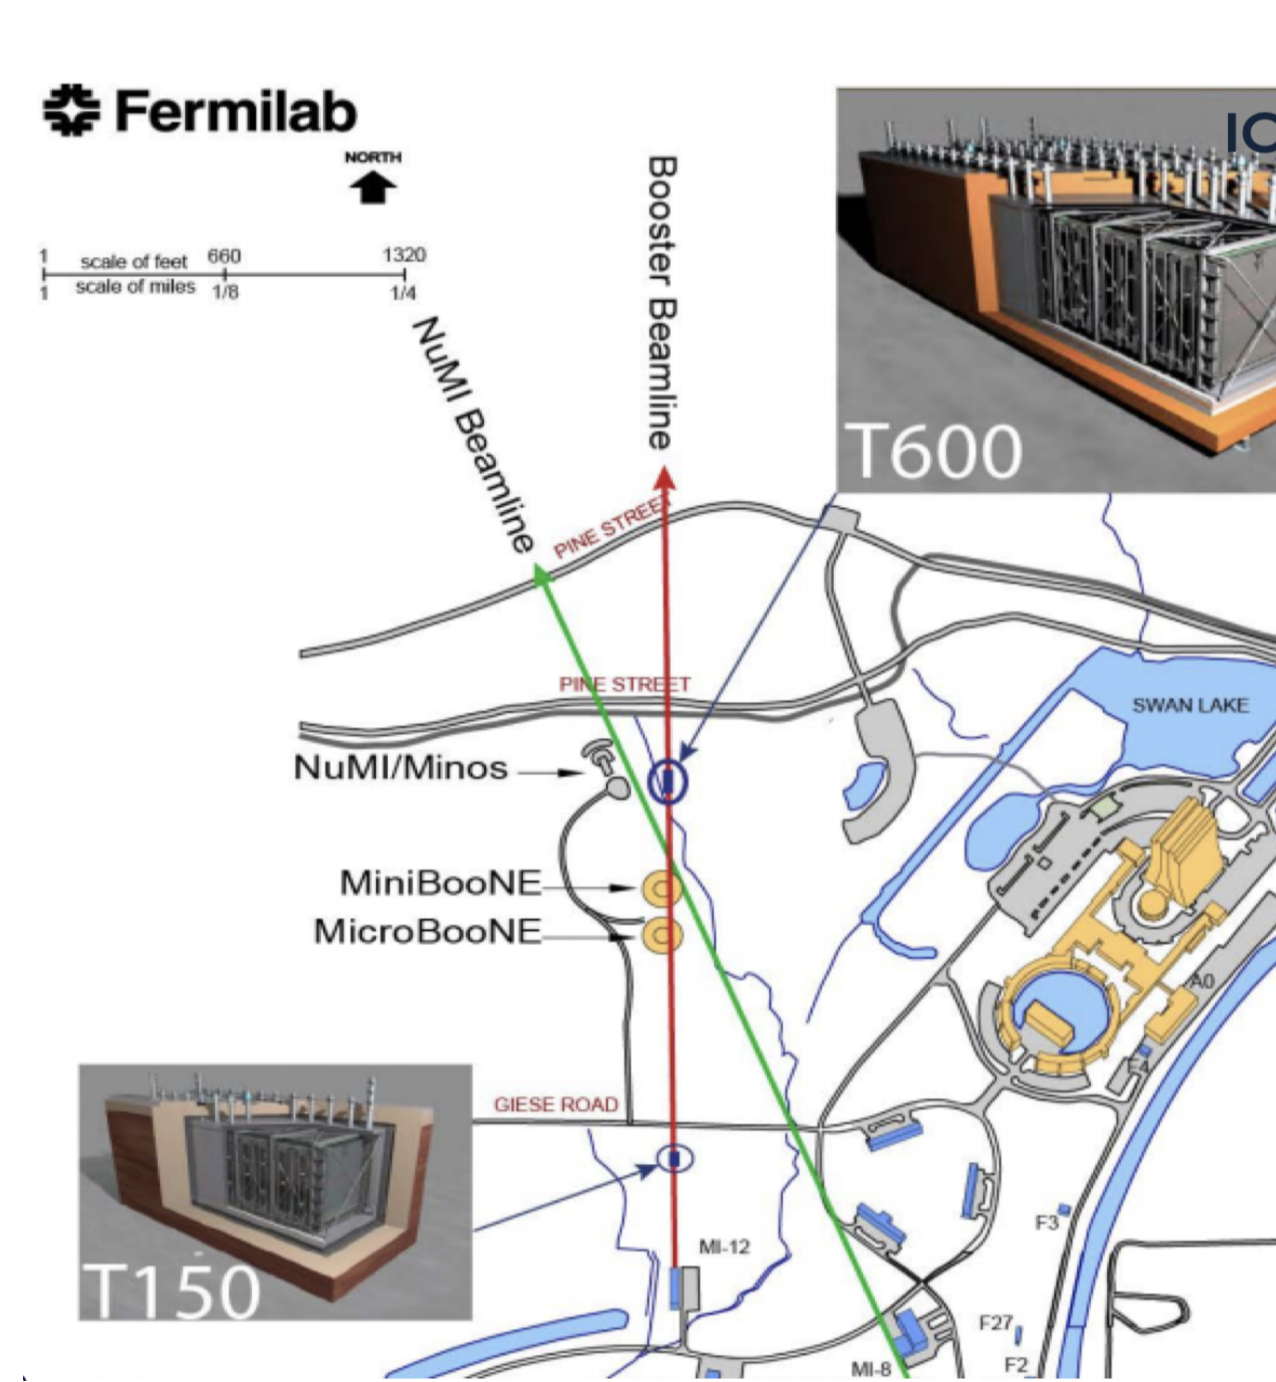 Fermilab
NORTH
1 scale of feet 660 1320
1 scale of miles 1/8 1/4
NuMI Beamline
Booster Beamline
IC
T600
PINE STREET
PINE STREET
SWAN LAKE
NuMI/Minos
MiniBooNE
MicroBooNE
A0
GIESE ROAD
F3
MI-12
T150
F27
F2
MI-8